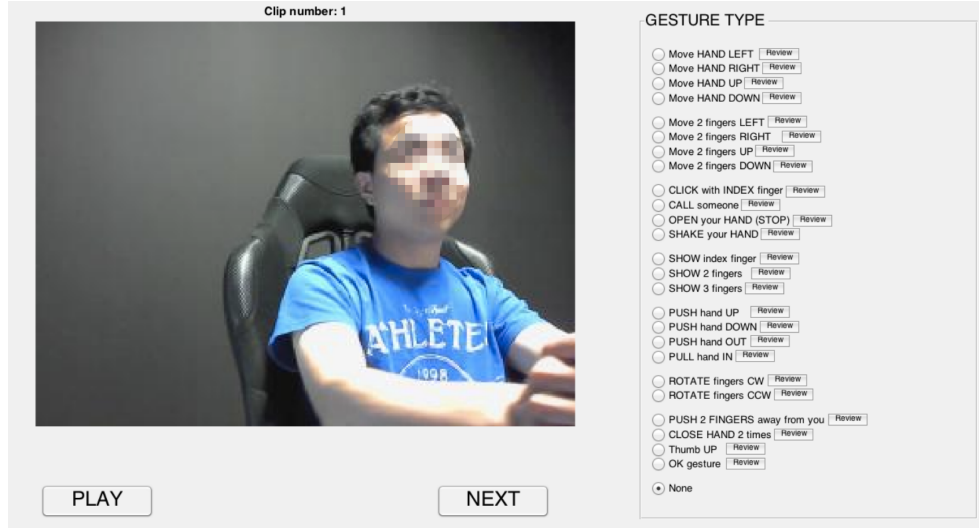 Clip number: 1
ATHLETE
1998
PLAY
NEXT
GESTURE TYPE
Move HAND LEFT Review
Move HAND RIGHT Review
Move HAND UP Review
Move HAND DOWN Review
Move 2 fingers LEFT Review
Move 2 fingers RIGHT Review
Move 2 fingers UP Review
Move 2 fingers DOWN Review
CLICK with INDEX finger Review
CALL someone Review
OPEN your HAND (STOP) Review
SHAKE your HAND Review
SHOW index finger Review
SHOW 2 fingers Review
SHOW 3 fingers Review
PUSH hand UP Review
PUSH hand DOWN Review
PUSH hand OUT Review
PULL hand IN Review
ROTATE fingers CW Review
ROTATE fingers CCW Review
PUSH 2 FINGERS away from you Review
CLOSE HAND 2 times Review
Thumb UP Review
OK gesture Review
None